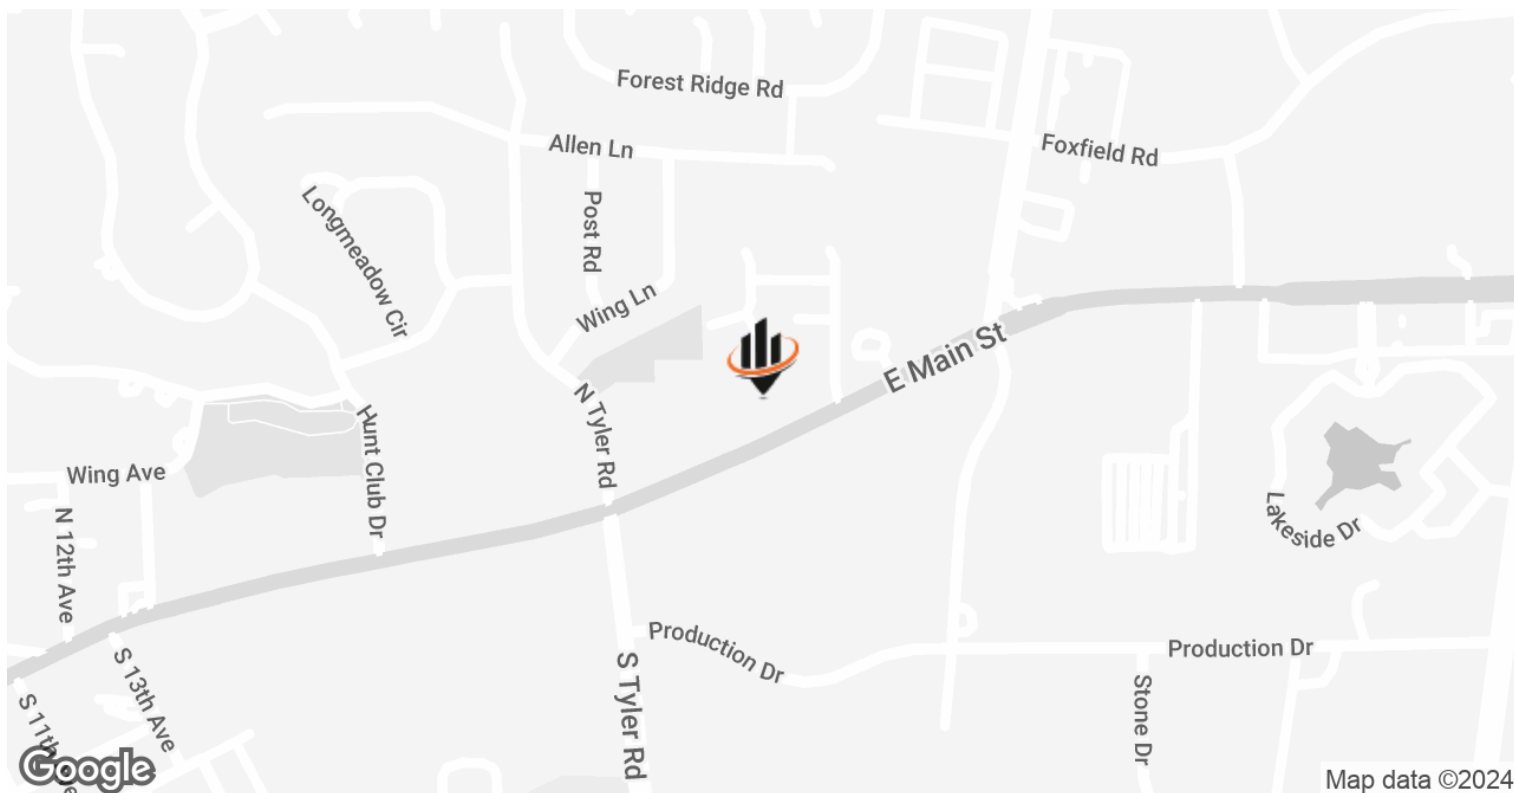 Forest Ridge Rd
Allen Ln
Foxfield Rd
Longmeadow Cir
Post Rd
Wing Ln
E Main St
N Tyler Rd
Hunt Club Dr
Wing Ave
N 12th Ave
Lakeside Dr
Production Dr
Production Dr
S 13th Ave
S Tyler Rd
Stone Dr
S 11th
Google
Map data ©2024